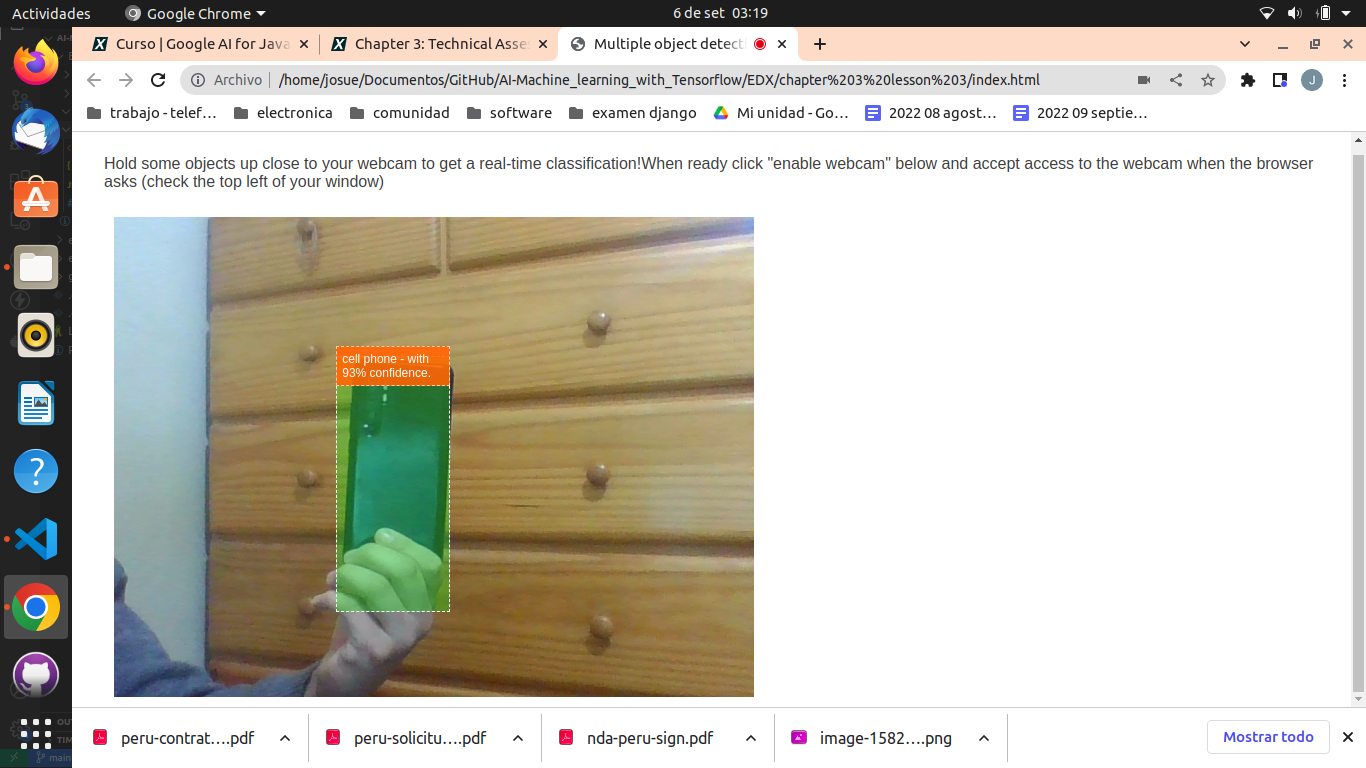 Actividades
Google Chrome
6 de set 03:19
Curso | Google AI for Java
Chapter 3: Technical Asse
Multiple object detecti
Archivo
/home/josue/Documentos/GitHub/AI-Machine_learning_with_Tensorflow/EDX/chapter%203%20lesson%203/index.html
J
trabajo - telef…
electronica
comunidad
software
examen django
Mi unidad - Go…
2022 08 agost…
2022 09 septie…
Hold some objects up close to your webcam to get a real-time classification!When ready click "enable webcam" below and accept access to the webcam when the browser
asks (check the top left of your window)
cell phone - with
93% confidence.
peru-contrat….pdf
peru-solicitu….pdf
nda-peru-sign.pdf
image-1582….png
Mostrar todo
main